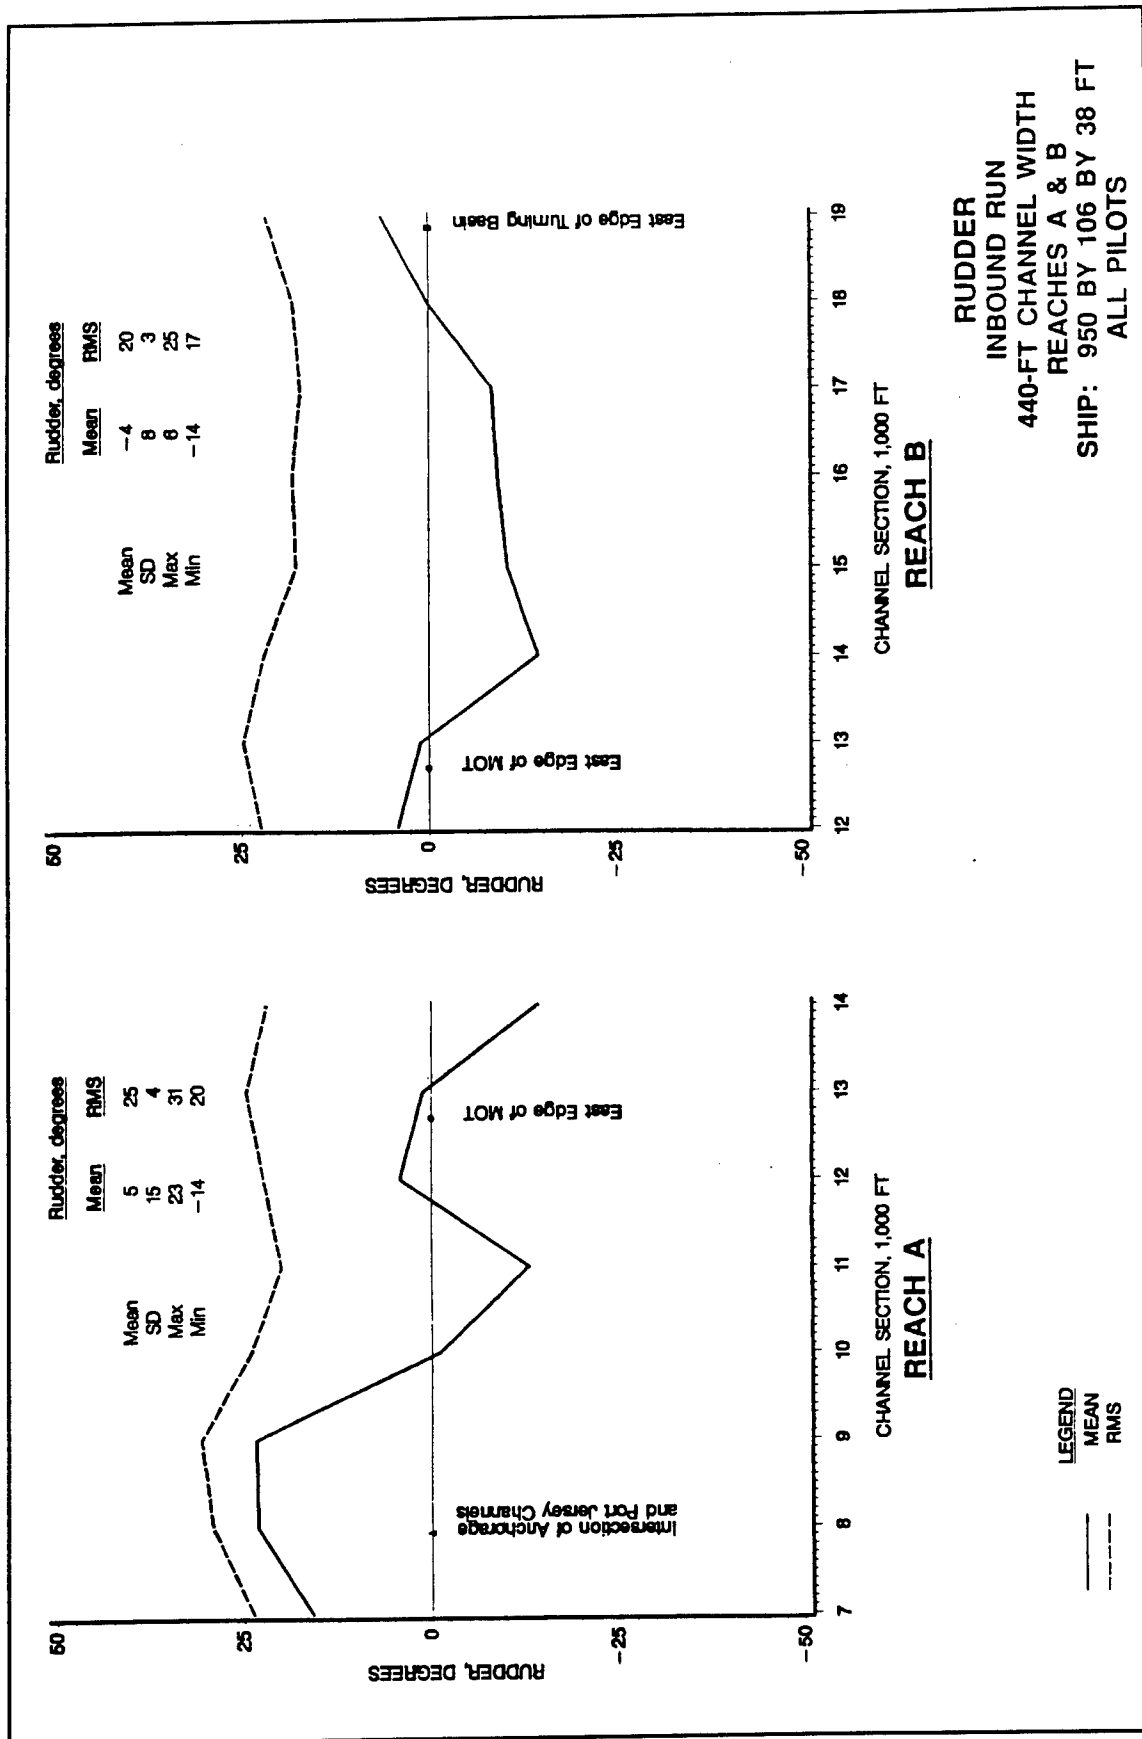 Rudder, degrees
Mean RMS
Mean 5 25
SD 15 4
Max 23 31
Min −14 20
50
25
0
−25
−50
RUDDER, DEGREES
Intersection of Anchorage
and Port Jersey Channels
East Edge of MOT
7 8 9 10 11 12 13 14
CHANNEL SECTION, 1,000 FT
REACH A
Rudder, degrees
Mean RMS
Mean −4 20
SD 8 3
Max 6 25
Min −14 17
50
25
0
−25
−50
RUDDER, DEGREES
East Edge of MOT
East Edge of Turning Basin
12 13 14 15 16 17 18 19
CHANNEL SECTION, 1,000 FT
REACH B
LEGEND
MEAN
RMS
RUDDER
INBOUND RUN
440-FT CHANNEL WIDTH
REACHES A & B
SHIP: 950 BY 106 BY 38 FT
ALL PILOTS